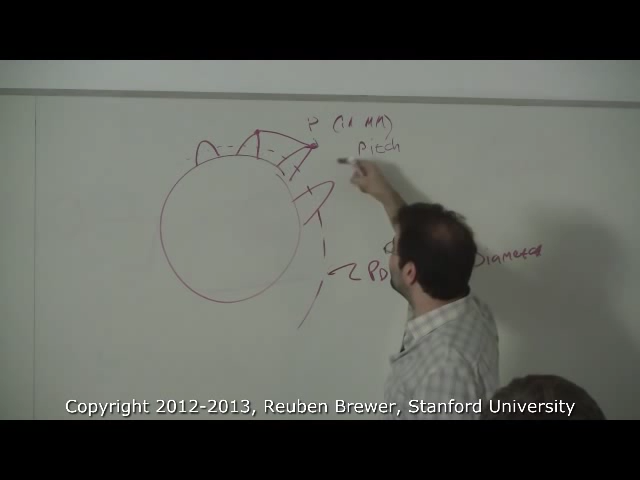 P (in MM)
Pitch
PD Diameter
Copyright 2012-2013, Reuben Brewer, Stanford University